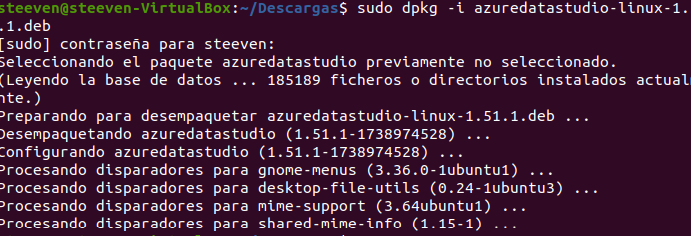 steeven@steeven-VirtualBox:~/Descargas$ sudo dpkg -i azuredatastudio-linux-1.
.1.deb
[sudo] contraseña para steeven:
Seleccionando el paquete azuredatastudio previamente no seleccionado.
(Leyendo la base de datos ... 185189 ficheros o directorios instalados actual
nte.)
Preparando para desempaquetar azuredatastudio-linux-1.51.1.deb ...
Desempaquetando azuredatastudio (1.51.1-1738974528) ...
Configurando azuredatastudio (1.51.1-1738974528) ...
Procesando disparadores para gnome-menus (3.36.0-1ubuntu1) ...
Procesando disparadores para desktop-file-utils (0.24-1ubuntu3) ...
Procesando disparadores para mime-support (3.64ubuntu1) ...
Procesando disparadores para shared-mime-info (1.15-1) ...